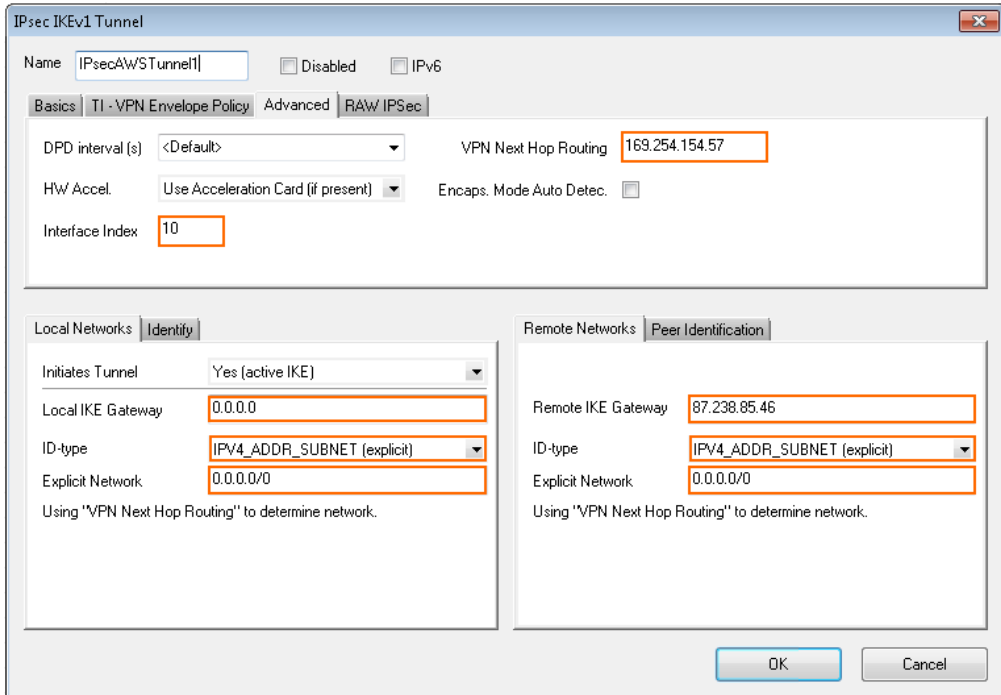 IPsec IKEv1 Tunnel
Name IPsecAWSTunnel1 Disabled IPv6
Basics TI - VPN Envelope Policy Advanced RAW IPSec
DPD interval (s) <Default> VPN Next Hop Routing 169.254.154.57
HW Accel. Use Acceleration Card (if present) Encaps. Mode Auto Detec.
Interface Index 10
Local Networks Identify Remote Networks Peer Identification
Initiates Tunnel Yes (active IKE)
Local IKE Gateway 0.0.0.0 Remote IKE Gateway 87.238.85.46
ID-type IPV4_ADDR_SUBNET (explicit) ID-type IPV4_ADDR_SUBNET (explicit)
Explicit Network 0.0.0.0/0 Explicit Network 0.0.0.0/0
Using "VPN Next Hop Routing" to determine network. Using "VPN Next Hop Routing" to determine network.
OK Cancel